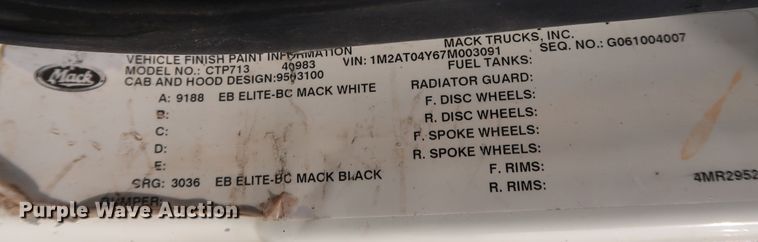 MACK TRUCKS, INC.
VEHICLE FINISH PAINT INFORMATION VIN: 1M2AT04Y67M003091 SEQ. NO.: G061004007
Mack
MODEL NO.: CTP713 40983 FUEL TANKS:
CAB AND HOOD DESIGN: 9503100 RADIATOR GUARD:
A: 9188 EB ELITE-BC MACK WHITE F. DISC WHEELS:
B: R. DISC WHEELS:
C: F. SPOKE WHEELS:
D: R. SPOKE WHEELS:
E: F. RIMS:
CRG: 3036 EB ELITE-BC MACK BLACK R. RIMS: 4MR2952
BUMPER:
Purple Wave Auction